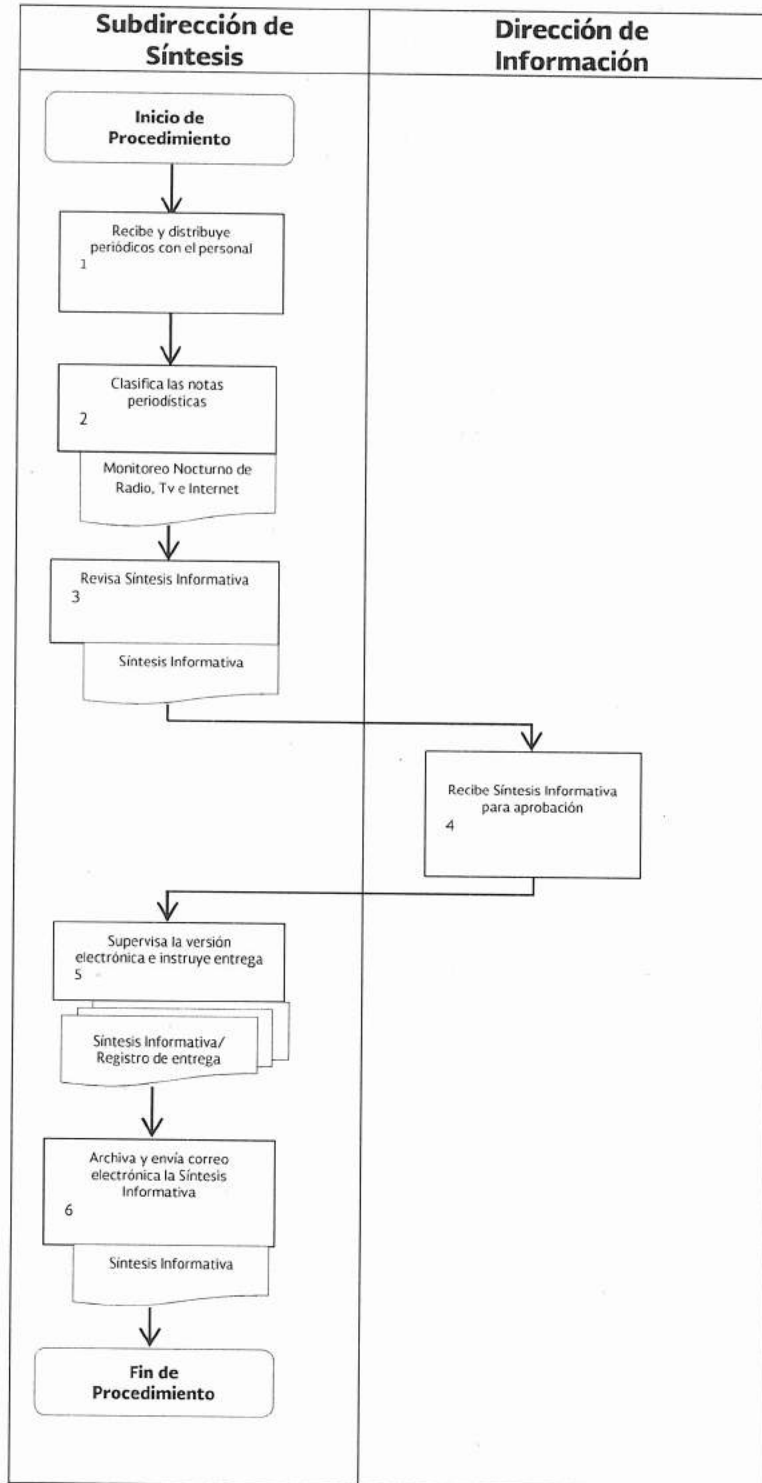 Subdirección de
Síntesis
Dirección de
Información
Inicio de
Procedimiento
Recibe y distribuye
periódicos con el personal
1
Clasifica las notas
periodísticas
2
Monitoreo Nocturno de
Radio, Tv e Internet
Revisa Síntesis Informativa
3
Síntesis Informativa
Recibe Síntesis Informativa
para aprobación
4
Supervisa la versión
electrónica e instruye entrega
5
Síntesis Informativa/
Registro de entrega
Archiva y envía correo
electrónica la Síntesis
Informativa
6
Síntesis Informativa
Fin de
Procedimiento